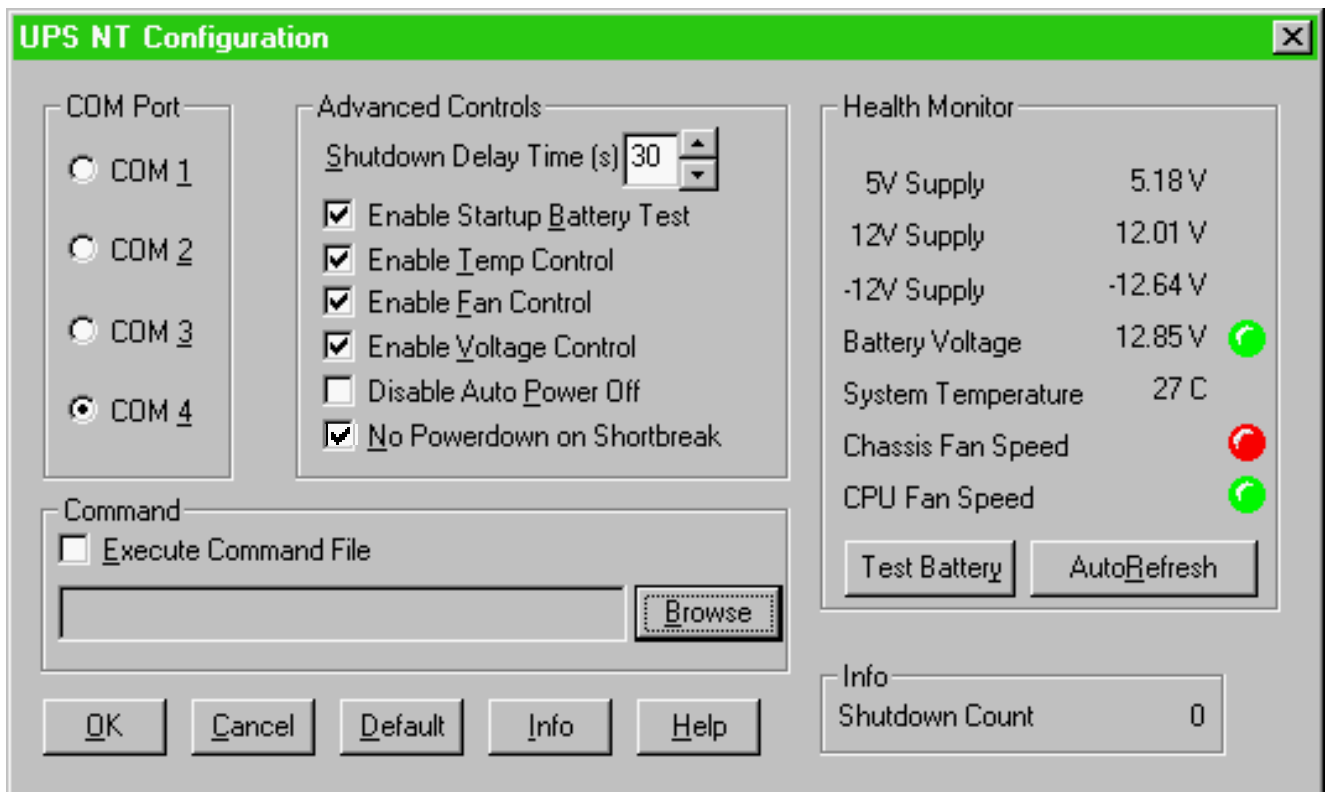 UPS NT Configuration
COM Port
COM 1
COM 2
COM 3
COM 4
Advanced Controls
Shutdown Delay Time (s) 30
Enable Startup Battery Test
Enable Temp Control
Enable Fan Control
Enable Voltage Control
Disable Auto Power Off
No Powerdown on Shortbreak
Health Monitor
5V Supply 5.18 V
12V Supply 12.01 V
-12V Supply -12.64 V
Battery Voltage 12.85 V
System Temperature 27 C
Chassis Fan Speed
CPU Fan Speed
Test Battery AutoRefresh
Command
Execute Command File
Browse
Info
Shutdown Count 0
OK Cancel Default Info Help